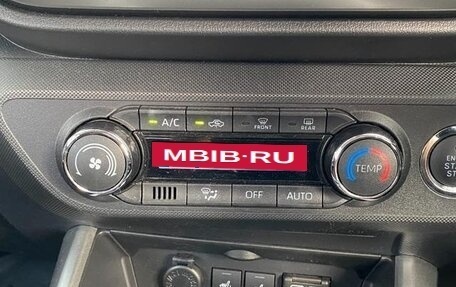 A/C
FRONT
REAR
MBIB·RU
TEMP
OFF
AUTO